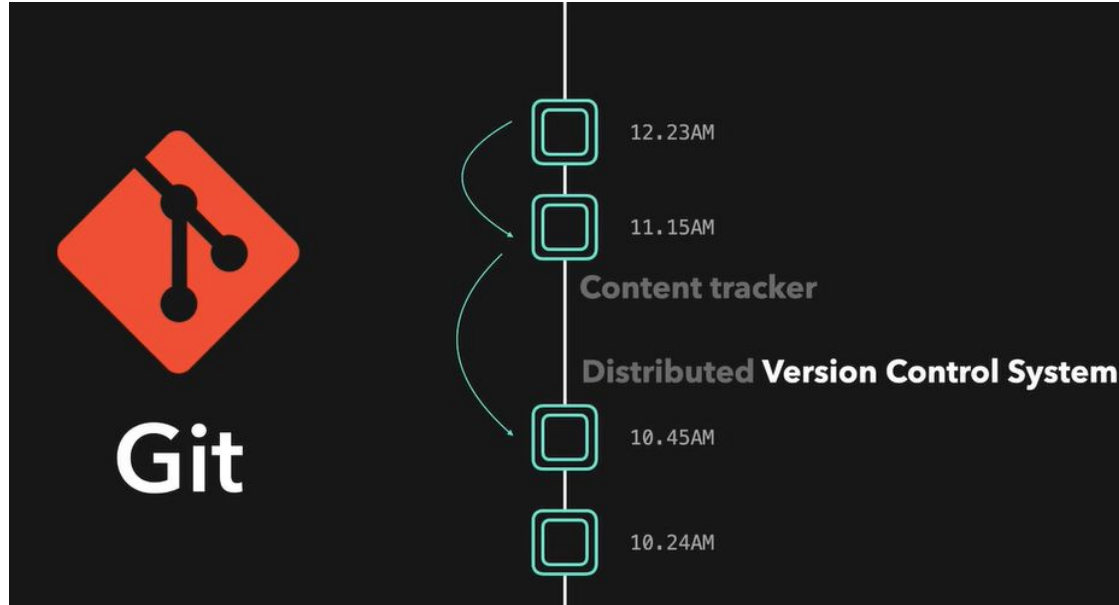 12.23AM
11.15AM
Content tracker
Distributed Version Control System
Git
10.45AM
10.24AM